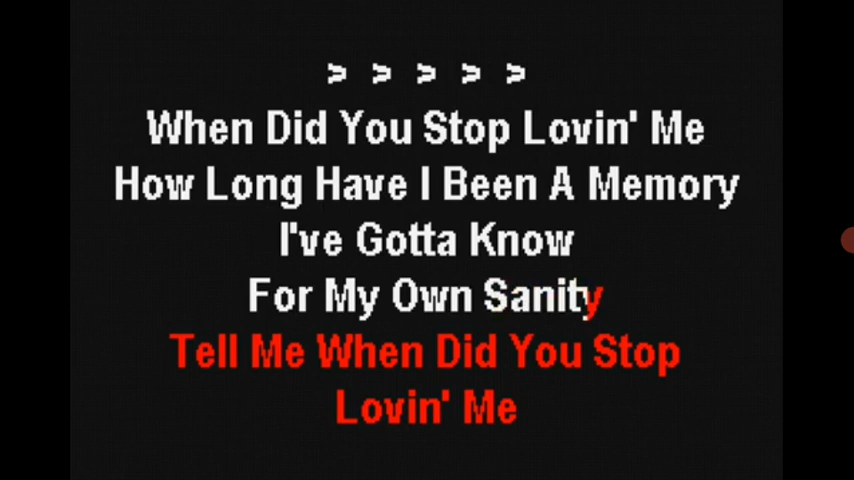 > > > > >
When Did You Stop Lovin' Me
How Long Have I Been A Memory
I've Gotta Know
For My Own Sanity
Tell Me When Did You Stop
Lovin' Me